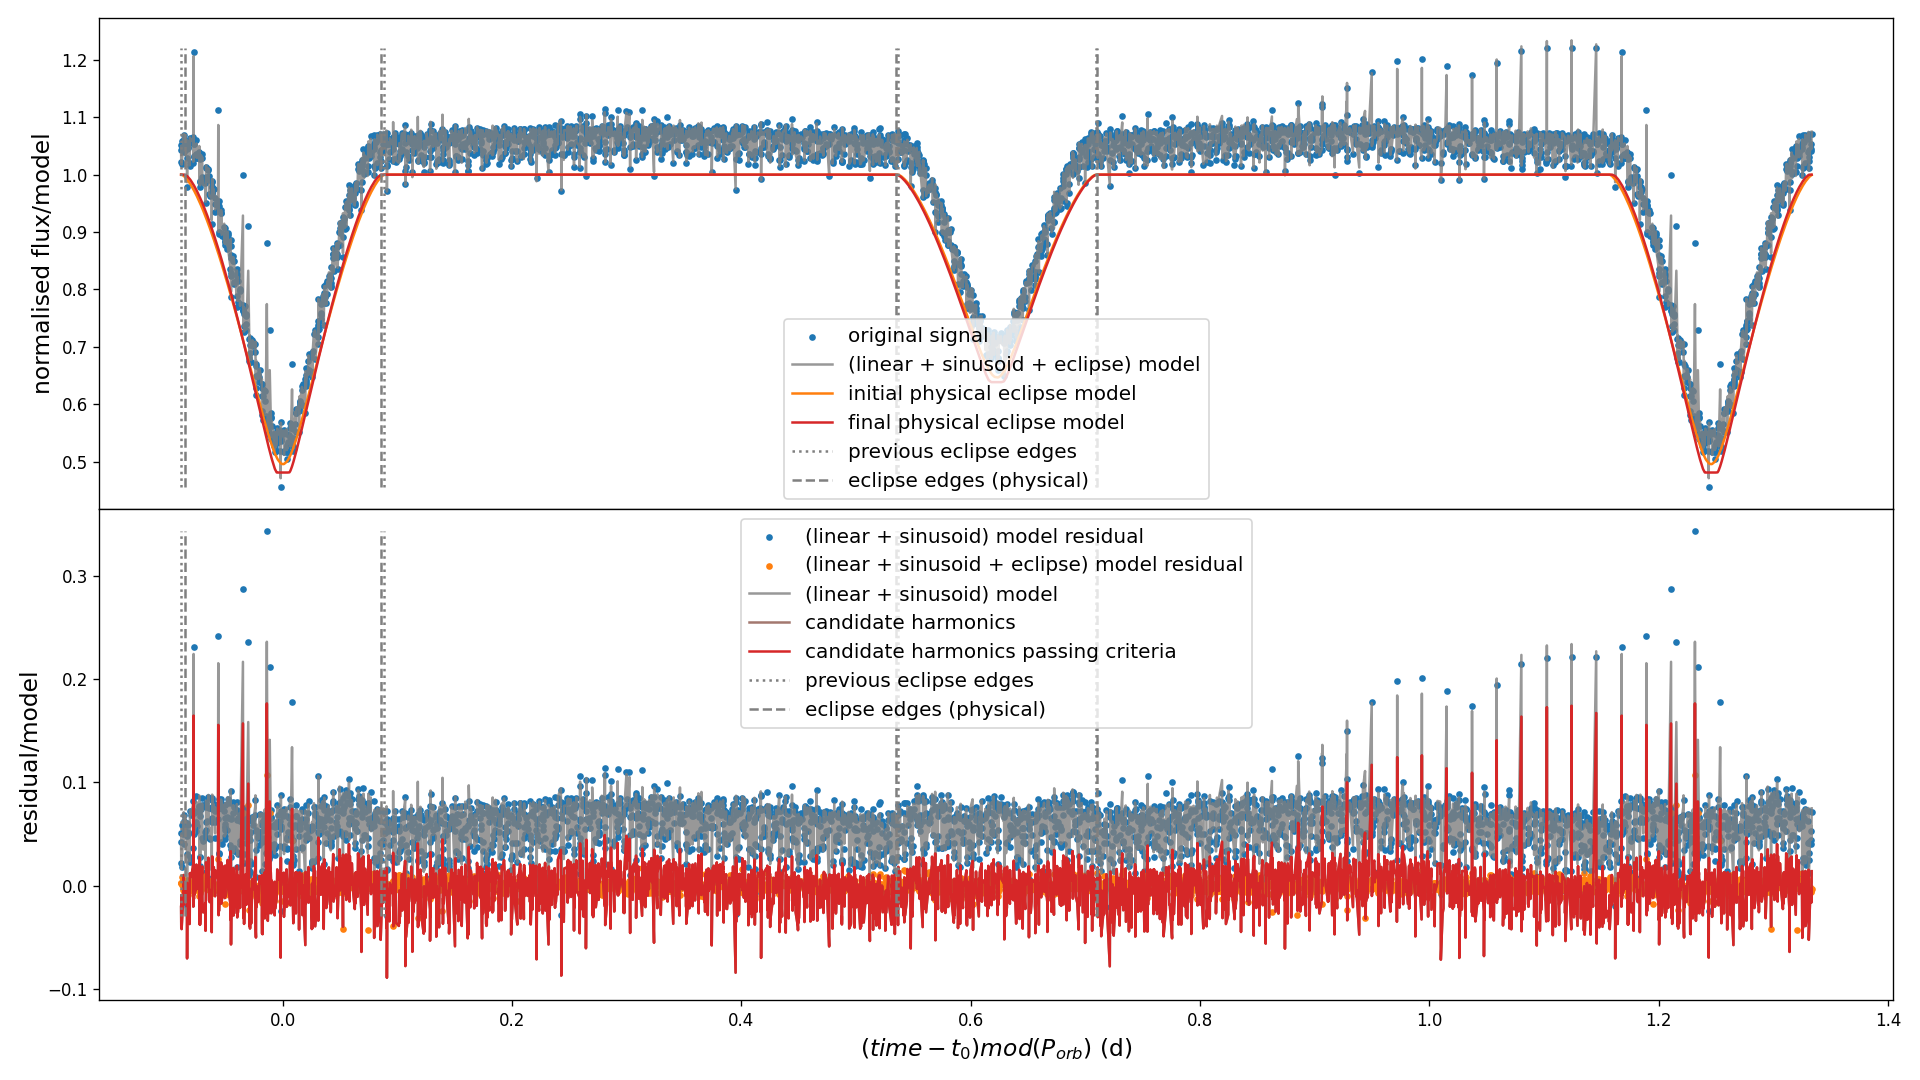 normalised flux/model
1.2
1.1
1.0
0.9
0.8
0.7
0.6
0.5
original signal
(linear + sinusoid + eclipse) model
initial physical eclipse model
final physical eclipse model
previous eclipse edges
eclipse edges (physical)
residual/model
0.3
0.2
0.1
0.0
−0.1
(linear + sinusoid) model residual
(linear + sinusoid + eclipse) model residual
(linear + sinusoid) model
candidate harmonics
candidate harmonics passing criteria
previous eclipse edges
eclipse edges (physical)
0.0 0.2 0.4 0.6 0.8 1.0 1.2 1.4
(time − t₀)mod(P_orb) (d)